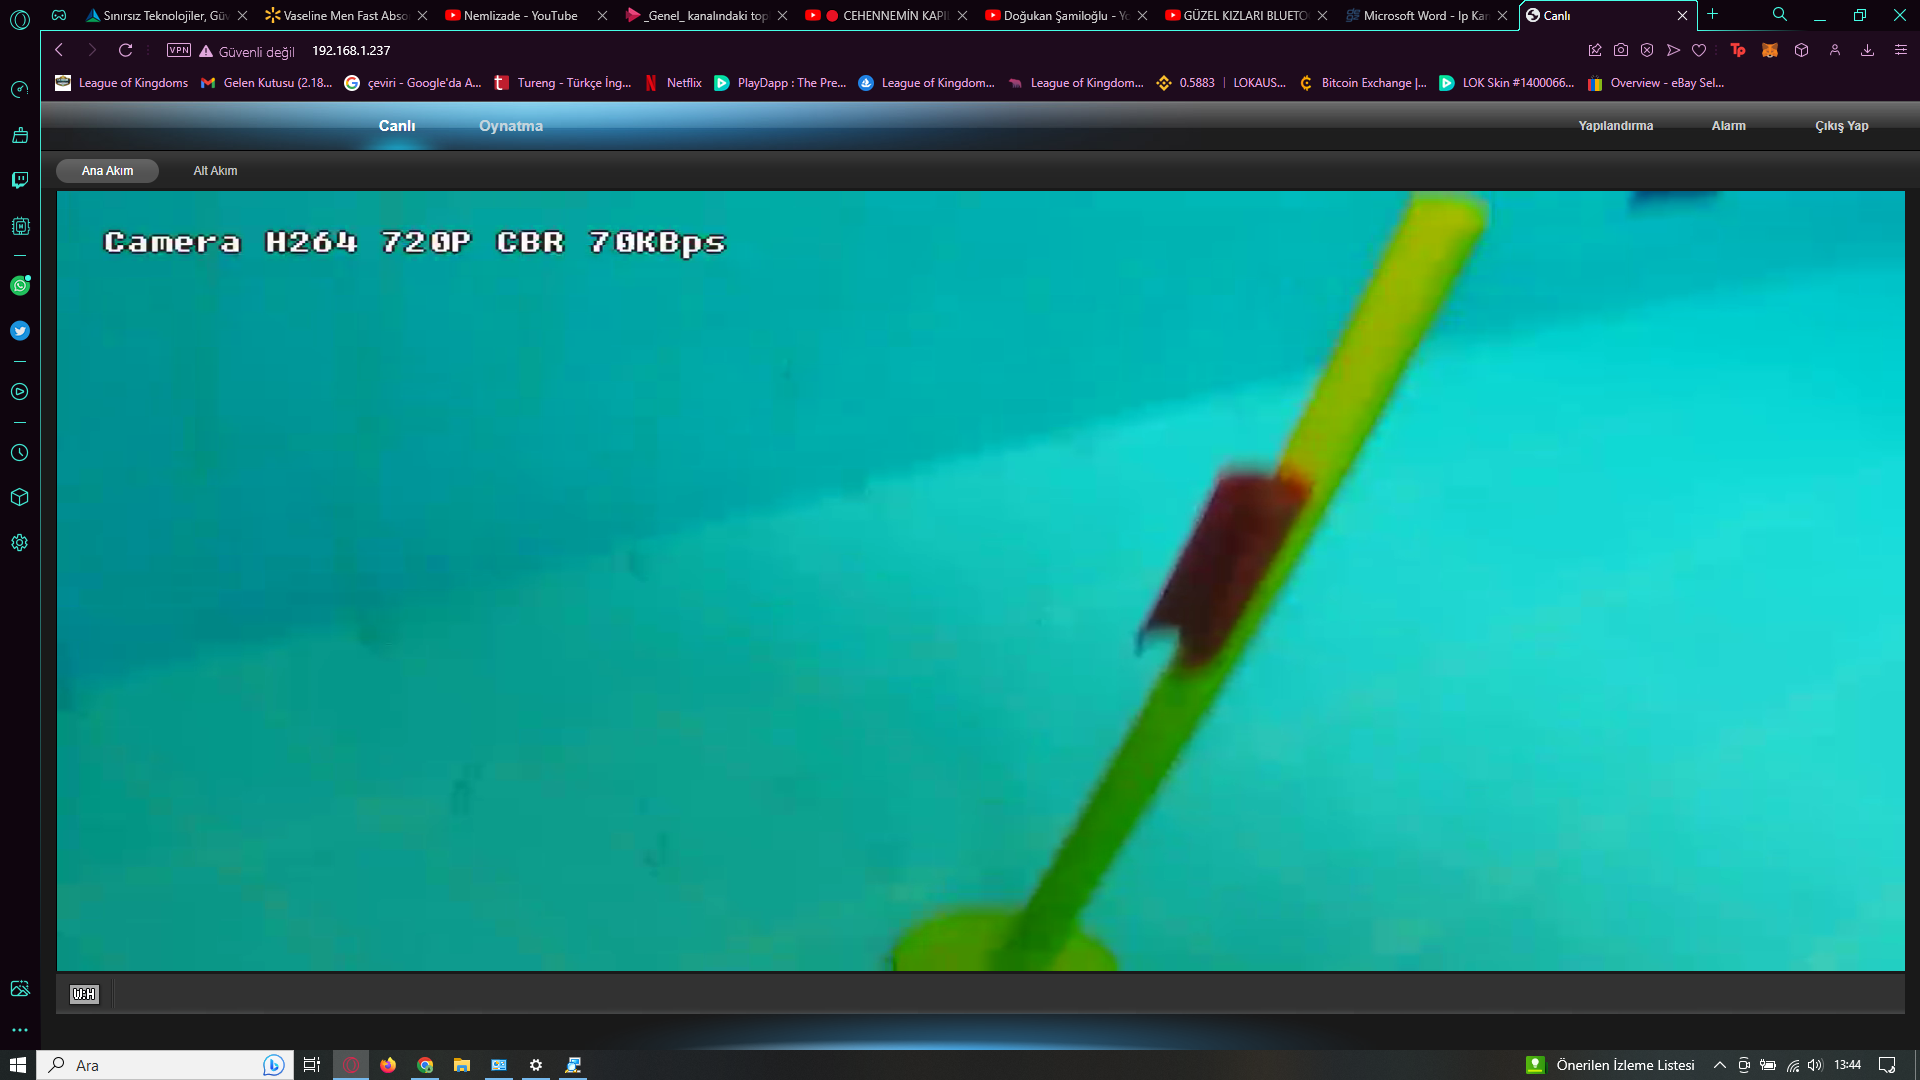 Sınırsız Teknolojiler, Güv
Vaseline Men Fast Abso
Nemlizade - YouTube
_Genel_ kanalındaki top
CEHENNEMİN KAPI
Doğukan Şamiloğlu - Yo
GÜZEL KIZLARI BLUETO
Microsoft Word - Ip Kam
Canlı
VPN
Güvenli değil
192.168.1.237
Tp
League of Kingdoms
Gelen Kutusu (2.18...
çeviri - Google'da A...
Tureng - Türkçe İng...
Netflix
PlayDapp : The Pre...
League of Kingdom...
League of Kingdom...
0.5883 | LOKAUS...
Bitcoin Exchange |...
LOK Skin #1400066...
Overview - eBay Sel...
Canlı
Oynatma
Yapılandırma
Alarm
Çıkış Yap
Ana Akım
Alt Akım
Camera H264 720P CBR 70KBps
W:H
Ara
Önerilen İzleme Listesi
13:44